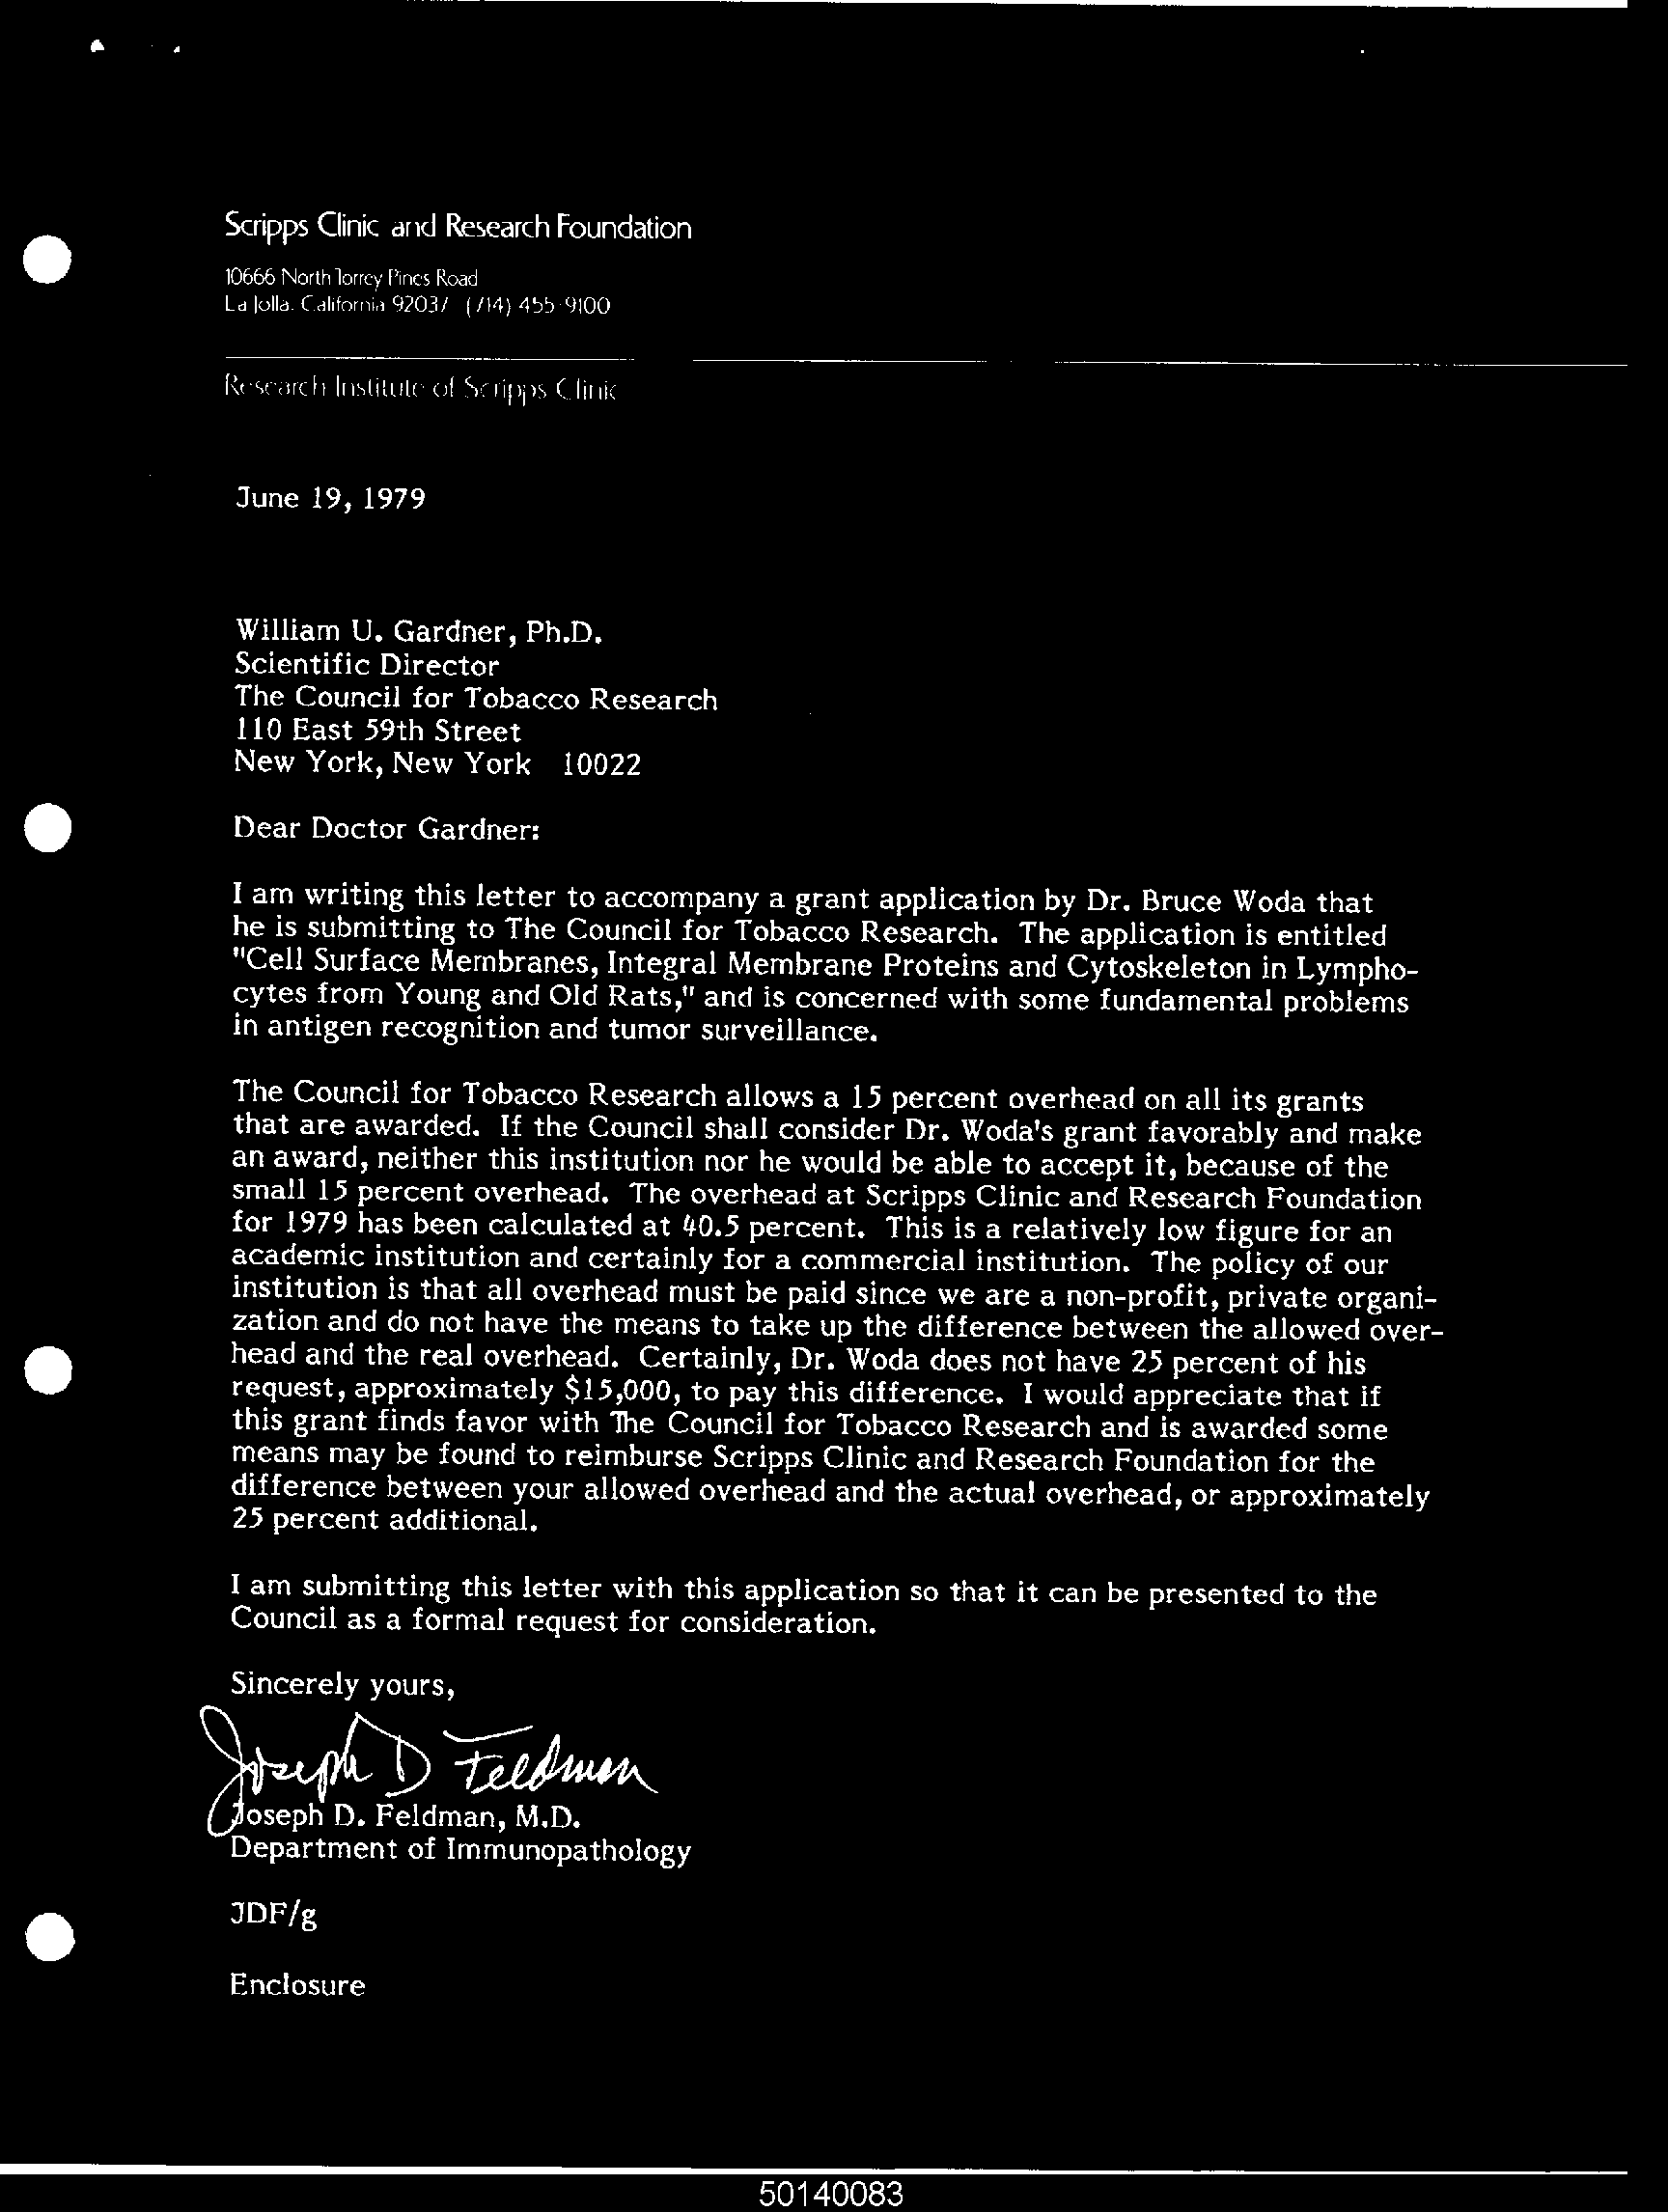 Scripps Clinic and Research Foundation
10666 North Torrey Pines Road
La Jolla, California 92037 (714) 455-9100
Research Institute of Scripps Clinic
June 19, 1979
William U. Gardner, Ph.D.
Scientific Director
The Council for Tobacco Research
110 East 59th Street
New York, New York 10022
Dear Doctor Gardner:
I am writing this letter to accompany a grant application by Dr. Bruce Woda that
he is submitting to The Council for Tobacco Research. The application is entitled
"Cell Surface Membranes, Integral Membrane Proteins and Cytoskeleton in Lympho-
cytes from Young and Old Rats," and is concerned with some fundamental problems
in antigen recognition and tumor surveillance.
The Council for Tobacco Research allows a 15 percent overhead on all its grants
that are awarded. If the Council shall consider Dr. Woda's grant favorably and make
an award, neither this institution nor he would be able to accept it, because of the
small 15 percent overhead. The overhead at Scripps Clinic and Research Foundation
for 1979 has been calculated at 40.5 percent. This is a relatively low figure for an
academic institution and certainly for a commercial institution. The policy of our
institution is that all overhead must be paid since we are a non-profit, private organi-
zation and do not have the means to take up the difference between the allowed over-
head and the real overhead. Certainly, Dr. Woda does not have 25 percent of his
request, approximately $15,000, to pay this difference. I would appreciate that if
this grant finds favor with The Council for Tobacco Research and is awarded some
means may be found to reimburse Scripps Clinic and Research Foundation for the
difference between your allowed overhead and the actual overhead, or approximately
25 percent additional.
I am submitting this letter with this application so that it can be presented to the
Council as a formal request for consideration.
Sincerely yours,
Joseph D Feldman
Joseph D. Feldman, M.D.
Department of Immunopathology
JDF/g
Enclosure
50140083